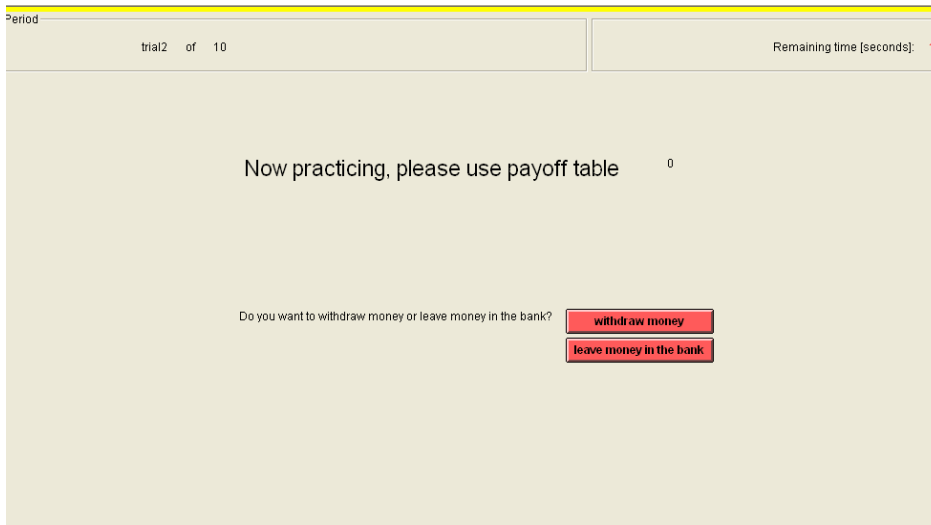 Period
trial2 of 10
Remaining time [seconds]:
Now practicing, please use payoff table 0
Do you want to withdraw money or leave money in the bank?
withdraw money
leave money in the bank